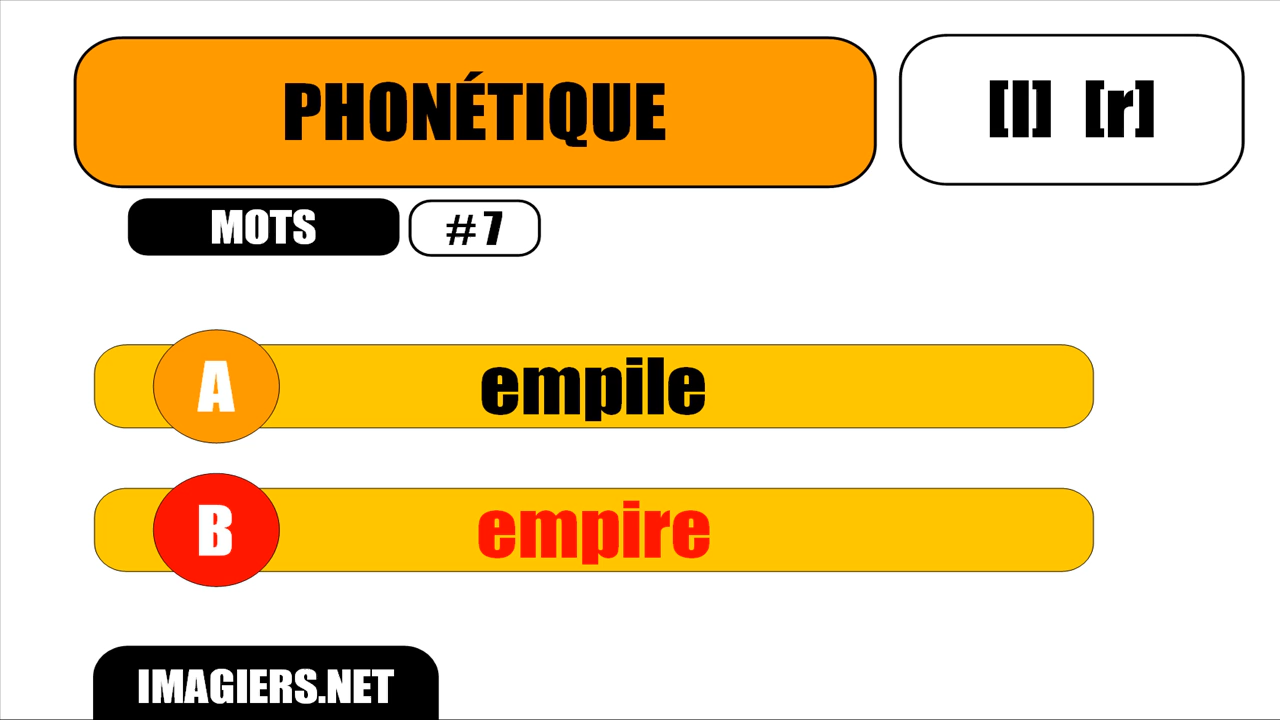 PHONÉTIQUE
[l] [r]
MOTS
#7
A
empile
B
empire
IMAGIERS.NET